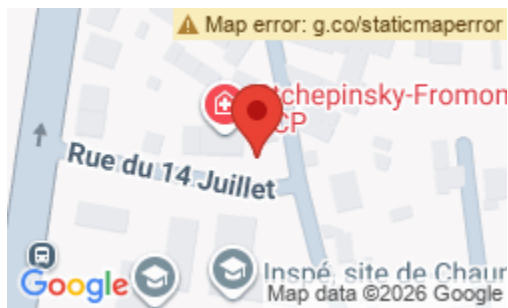 Map error: g.co/staticmaperror
tchepinsky-Fromon
CP
Rue du 14 Juillet
Inspé, site de Chaur
Google
Map data ©2026 Google